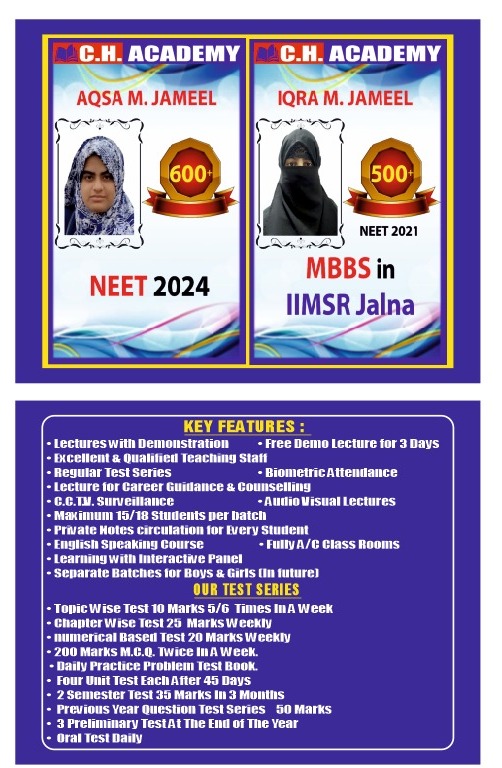 C.H. ACADEMY
AQSA M. JAMEEL
600+
NEET 2024
C.H. ACADEMY
IQRA M. JAMEEL
500+
NEET 2021
MBBS in
IIMSR Jalna
KEY FEATURES :
• Lectures with Demonstration • Free Demo Lecture for 3 Days
• Excellent & Qualified Teaching Staff
• Regular Test Series • Biometric Attendance
• Lecture for Career Guidance & Counselling
• C.C.T.V. Surveillance • Audio Visual Lectures
• Maximum 15/18 Students per batch
• Private Notes circulation for Every Student
• English Speaking Course • Fully A/C Class Rooms
• Learning with Interactive Panel
• Separate Batches for Boys & Girls (In future)
OUR TEST SERIES
• Topic Wise Test 10 Marks 5/6 Times In A Week
• Chapter Wise Test 25 Marks Weekly
• numerical Based Test 20 Marks Weekly
• 200 Marks M.C.Q. Twice In A Week.
• Daily Practice Problem Test Book.
• Four Unit Test Each After 45 Days
• 2 Semester Test 35 Marks In 3 Months
• Previous Year Question Test Series 50 Marks
• 3 Preliminary Test At The End of The Year
• Oral Test Daily